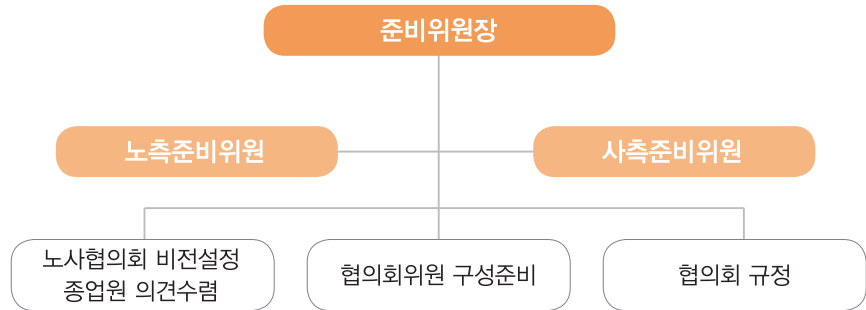 준비위원장
노측준비위원
사측준비위원
노사협의회 비전설정
종업원 의견수렴
협의회위원 구성준비
협의회 규정